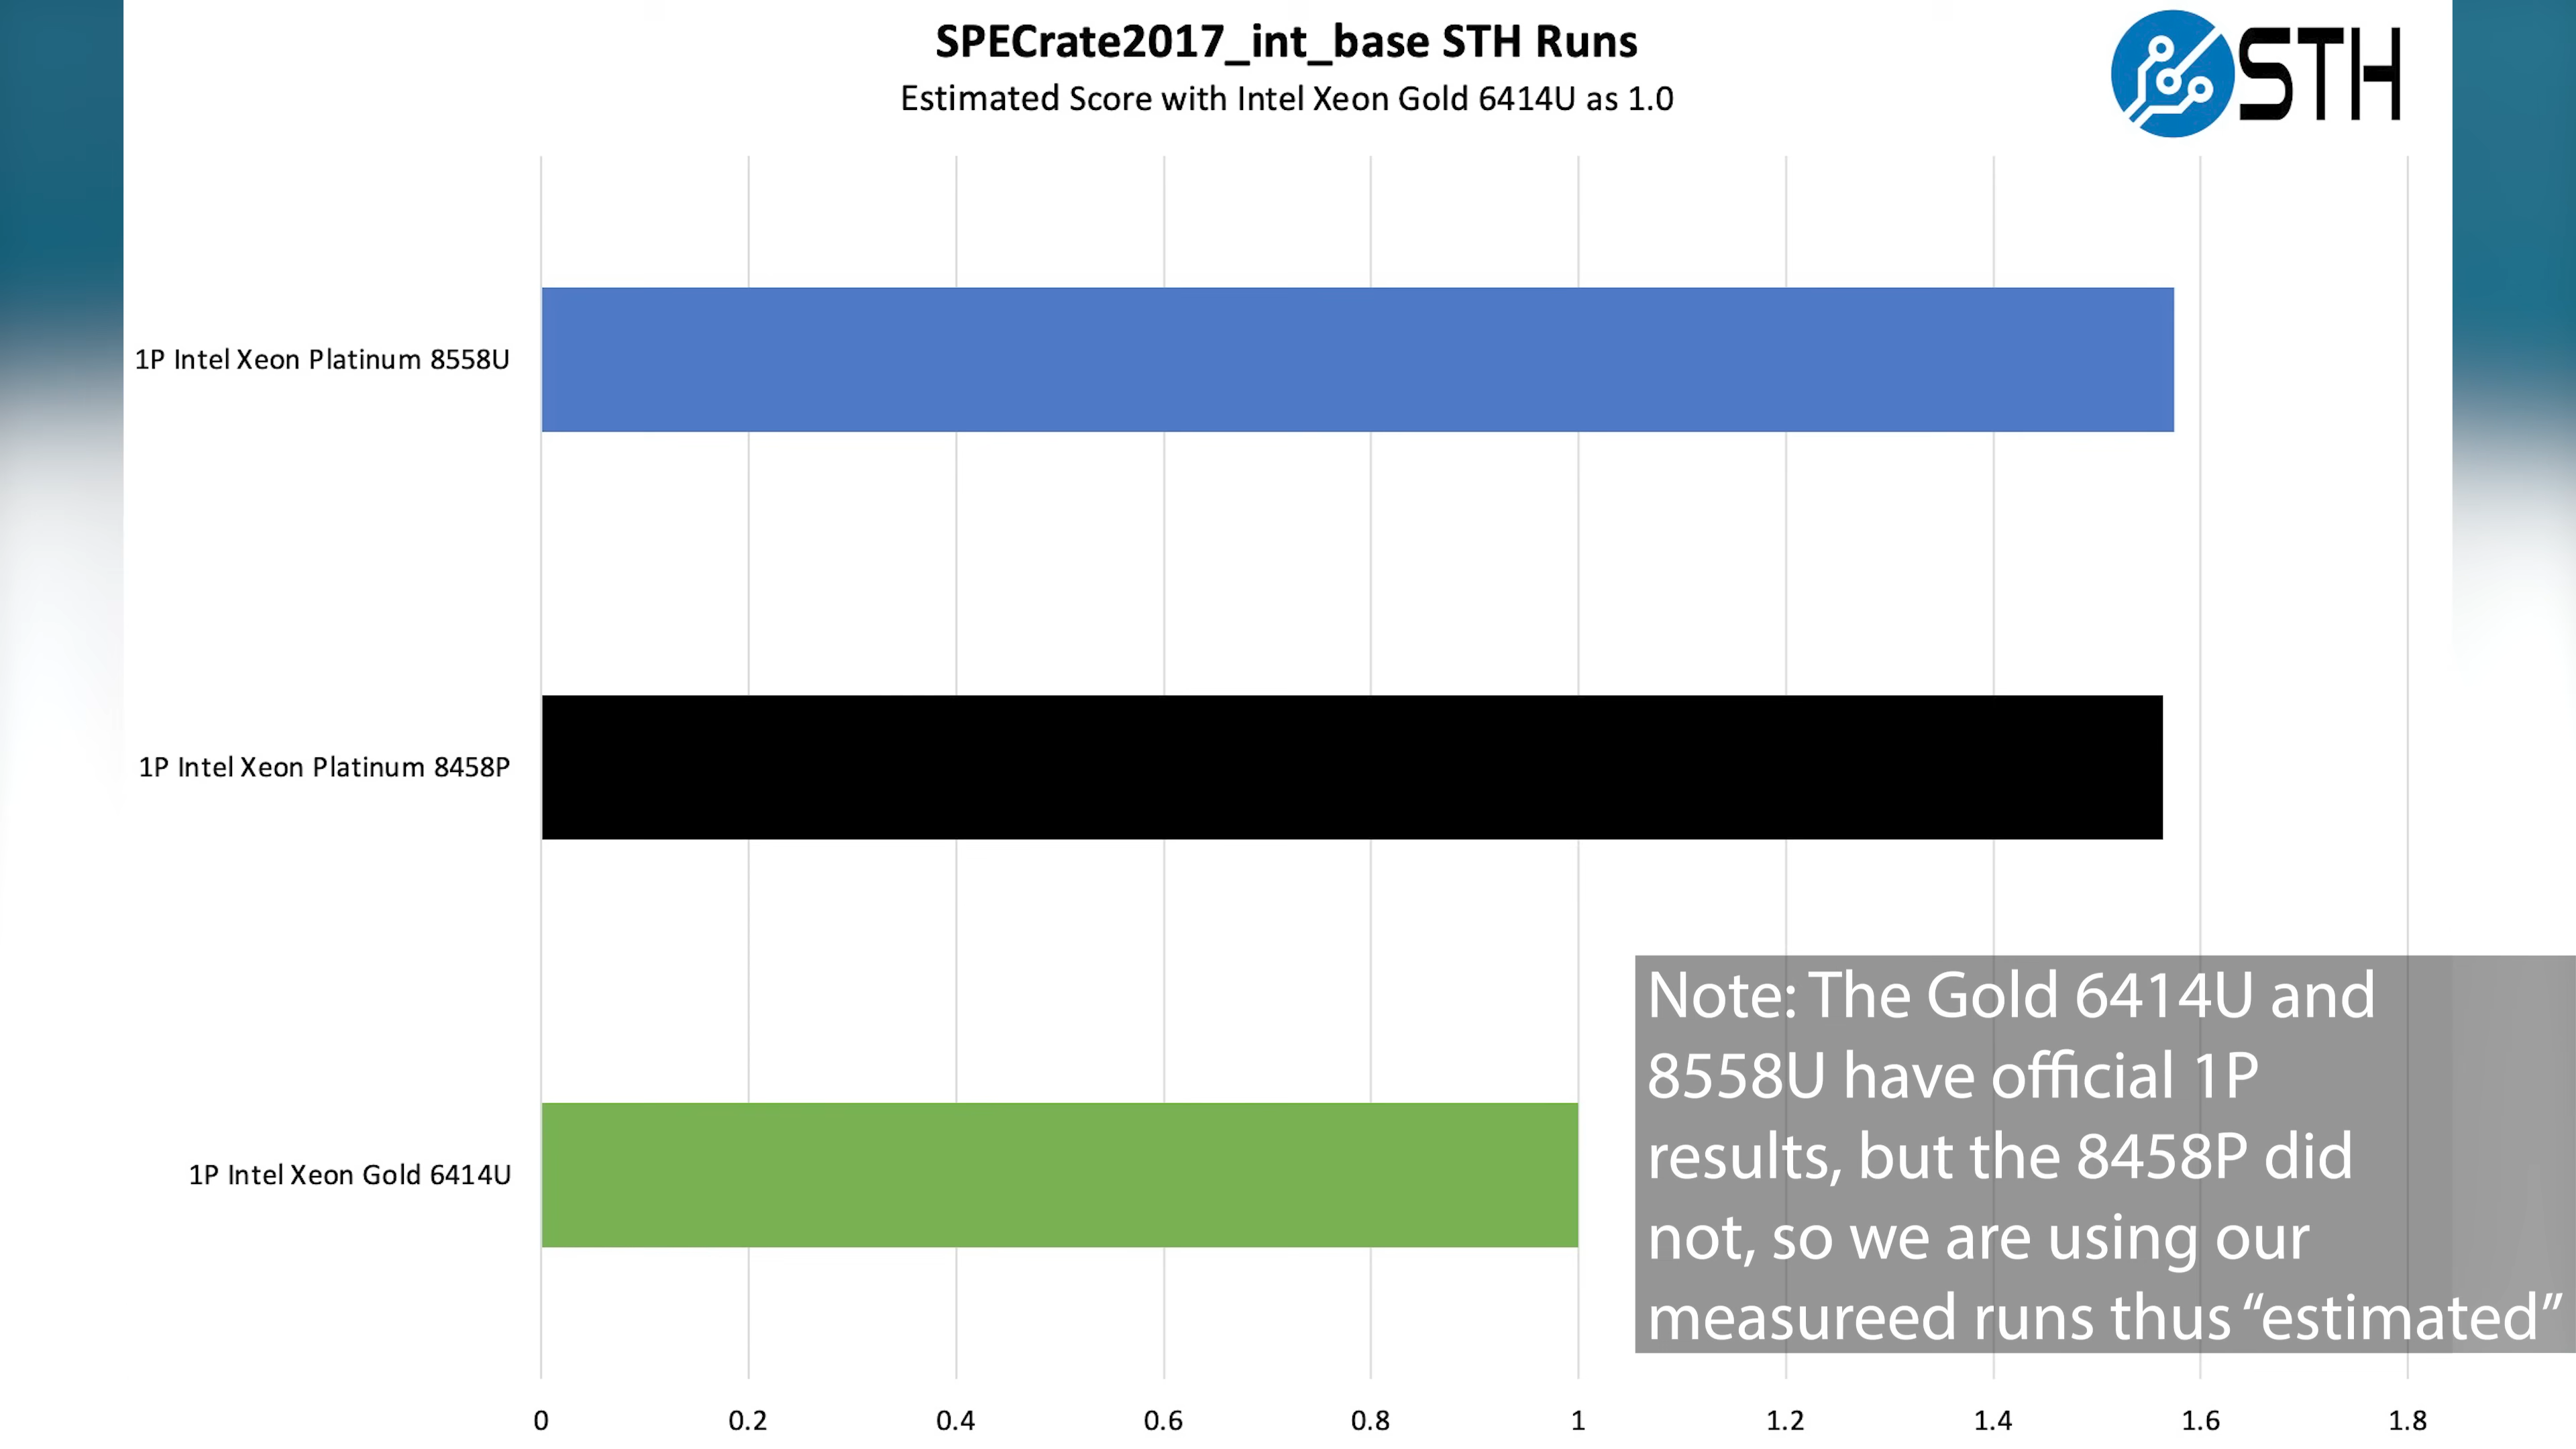 SPECrate2017_int_base STH Runs
Estimated Score with Intel Xeon Gold 6414U as 1.0
STH
1P Intel Xeon Platinum 8558U
1P Intel Xeon Platinum 8458P
1P Intel Xeon Gold 6414U
Note: The Gold 6414U and
8558U have official 1P
results, but the 8458P did
not, so we are using our
measureed runs thus “estimated”
0 0.2 0.4 0.6 0.8 1 1.2 1.4 1.6 1.8